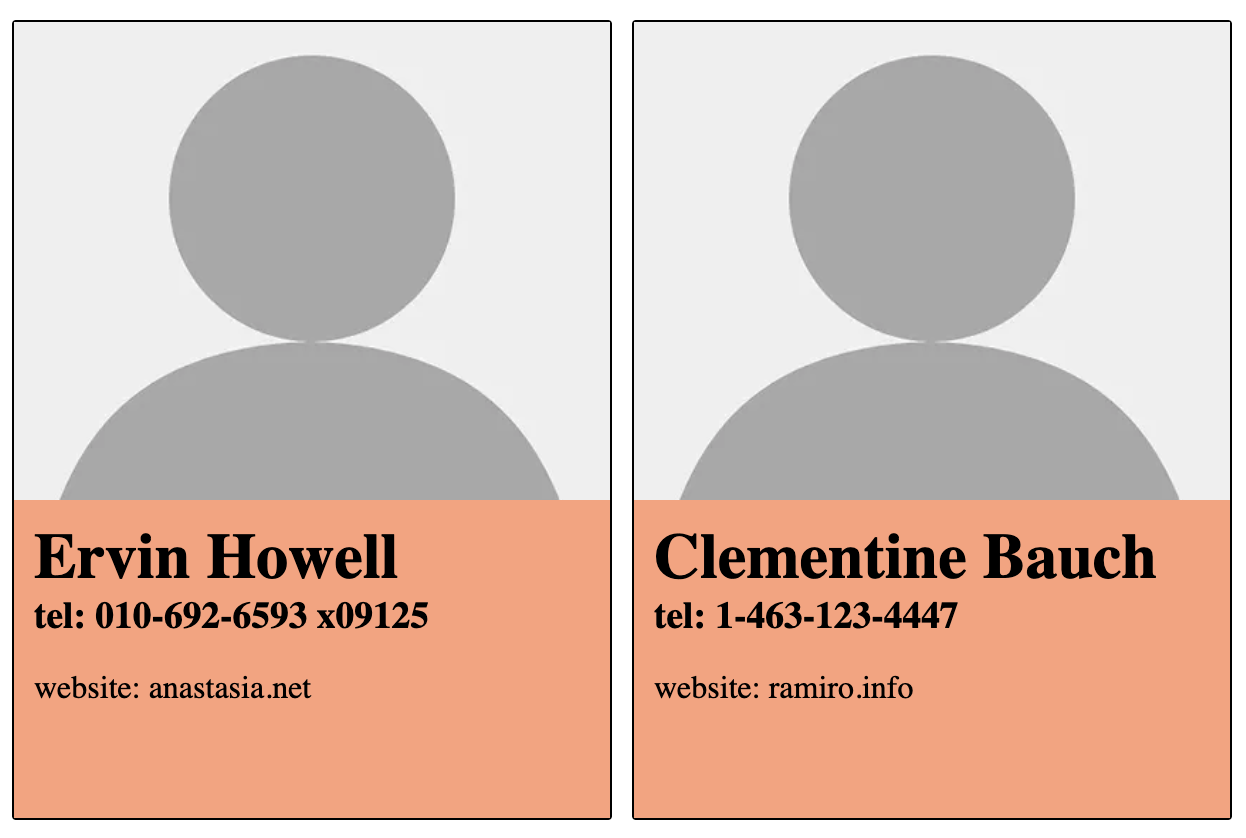 Ervin Howell
tel: 010-692-6593 x09125
website: anastasia.net
Clementine Bauch
tel: 1-463-123-4447
website: ramiro.info